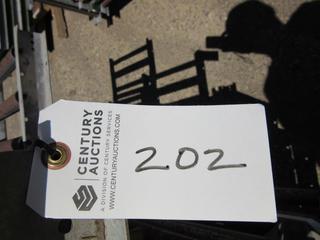 CENTURY
AUCTIONS
A DIVISION OF CENTURY SERVICES
WWW.CENTURYAUCTIONS.COM
202